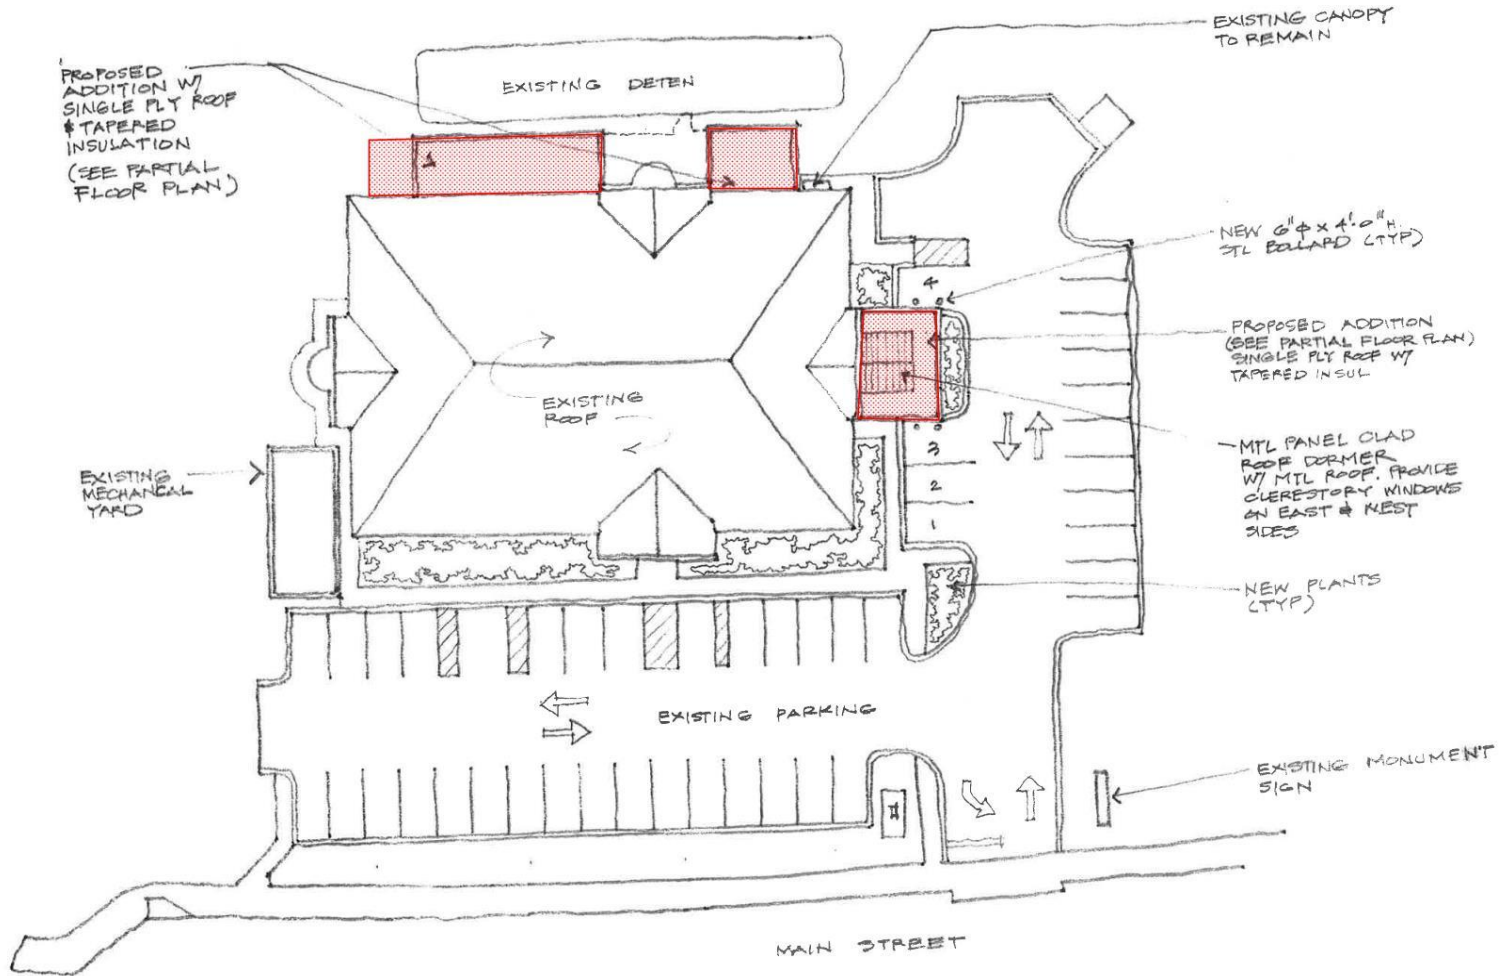 EXISTING CANOPY
TO REMAIN
PROPOSED
ADDITION W/
SINGLE PLY ROOF
& TAPERED
INSULATION
(SEE PARTIAL
FLOOR PLAN)
EXISTING DETEN
1
NEW 6"φ x 4'-0" H.
STL BOLLARD (TYP)
4
PROPOSED ADDITION
(SEE PARTIAL FLOOR PLAN)
SINGLE PLY ROOF W/
TAPERED INSUL
EXISTING
ROOF
3
2
1
MTL PANEL CLAD
ROOF DORMER
W/ MTL ROOF. PROVIDE
CLERESTORY WINDOWS
ON EAST & WEST
SIDES
EXISTING
MECHANICAL
YARD
NEW PLANTS
(TYP)
EXISTING PARKING
EXISTING MONUMENT
SIGN
MAIN STREET